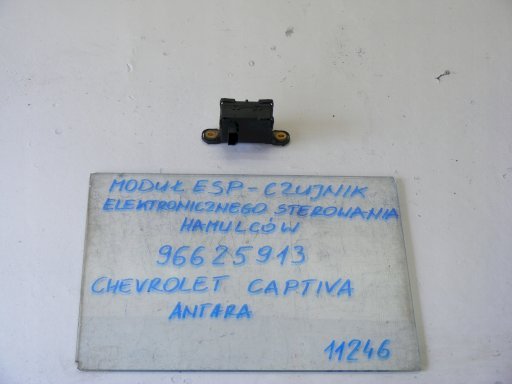 MODUŁ ESP - CZUJNIK
ELEKTRONICZNEGO STEROWANIA
HAMULCÓW
96625913
CHEVROLET CAPTIVA
ANTARA
11246